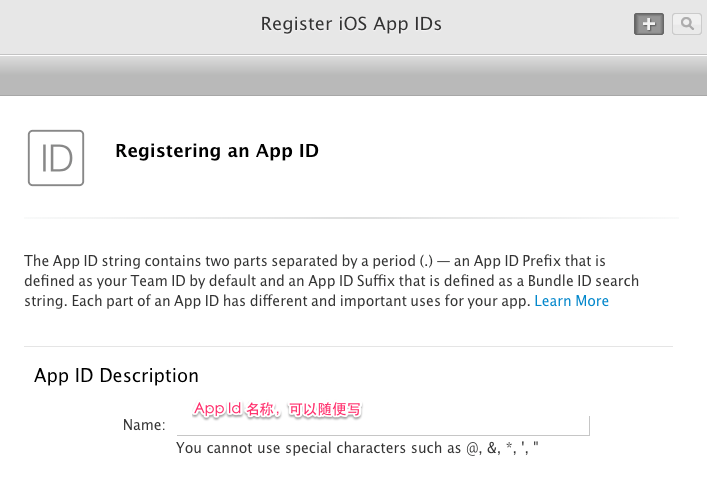 Register iOS App IDs
ID
Registering an App ID
The App ID string contains two parts separated by a period (.) — an App ID Prefix that is
defined as your Team ID by default and an App ID Suffix that is defined as a Bundle ID search
string. Each part of an App ID has different and important uses for your app. Learn More
App ID Description
App Id 名称，可以随便写
Name:
You cannot use special characters such as @, &, *, ', "